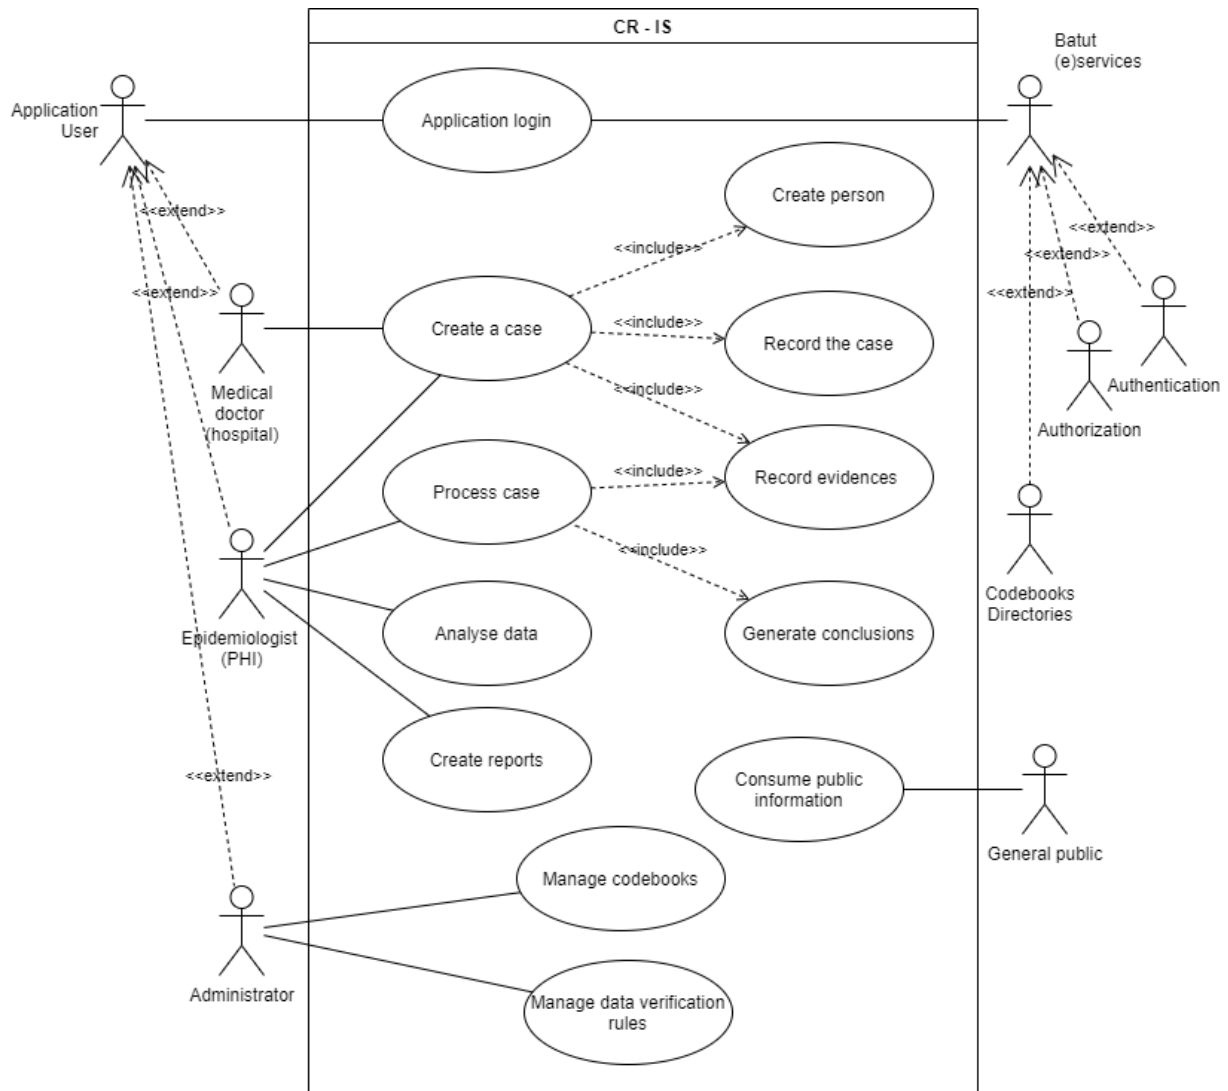 CR - IS
Batut
(e)services
Application
User
Application login
Create person
<<extend>>
<<include>>
<<extend>>
<<extend>>
<<extend>>
<<extend>>
Create a case
<<include>>
Record the case
Authentication
Medical
doctor
(hospital)
<<include>>
Authorization
Process case
<<include>>
Record evidences
<<include>>
Codebooks
Directories
Epidemiologist
(PHI)
Analyse data
Generate conclusions
Create reports
<<extend>>
Consume public
information
General public
Manage codebooks
Administrator
Manage data verification
rules